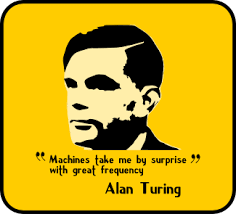 “Machines take me by surprise”
with great frequency
Alan Turing